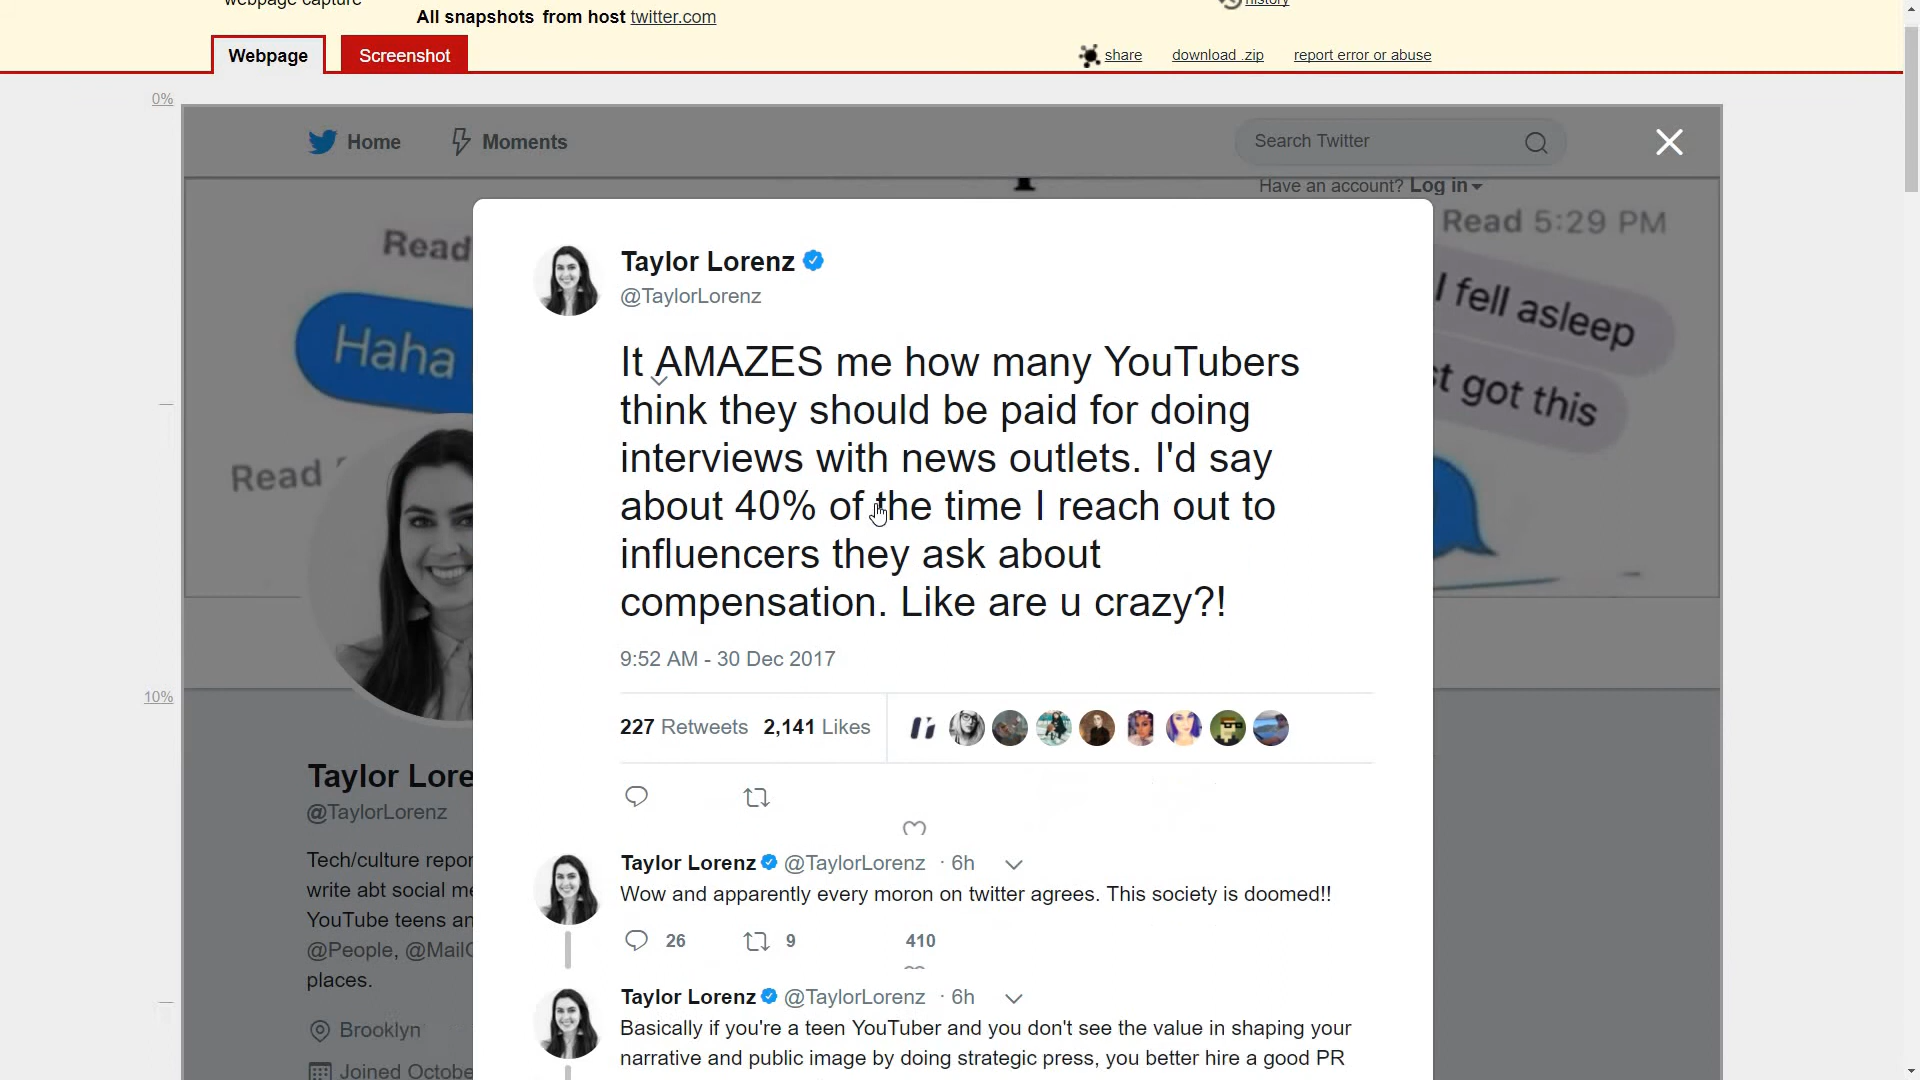 webpage capture
All snapshots from host twitter.com
history
Webpage
Screenshot
share
download .zip
report error or abuse
0%
Home
Moments
Search Twitter
Have an account? Log in
Read
Read 5:29 PM
Haha
I fell asleep
st got this
Read
Taylor Lorenz
@TaylorLorenz
It AMAZES me how many YouTubers
think they should be paid for doing
interviews with news outlets. I'd say
about 40% of the time I reach out to
influencers they ask about
compensation. Like are u crazy?!
9:52 AM - 30 Dec 2017
10%
227 Retweets 2,141 Likes
Taylor Lore
@TaylorLorenz
Tech/culture repor
write abt social me
YouTube teens an
@People, @MailO
places.
Brooklyn
Joined Octobe
Taylor Lorenz @TaylorLorenz · 6h
Wow and apparently every moron on twitter agrees. This society is doomed!!
26 9 410
Taylor Lorenz @TaylorLorenz · 6h
Basically if you're a teen YouTuber and you don't see the value in shaping your
narrative and public image by doing strategic press, you better hire a good PR